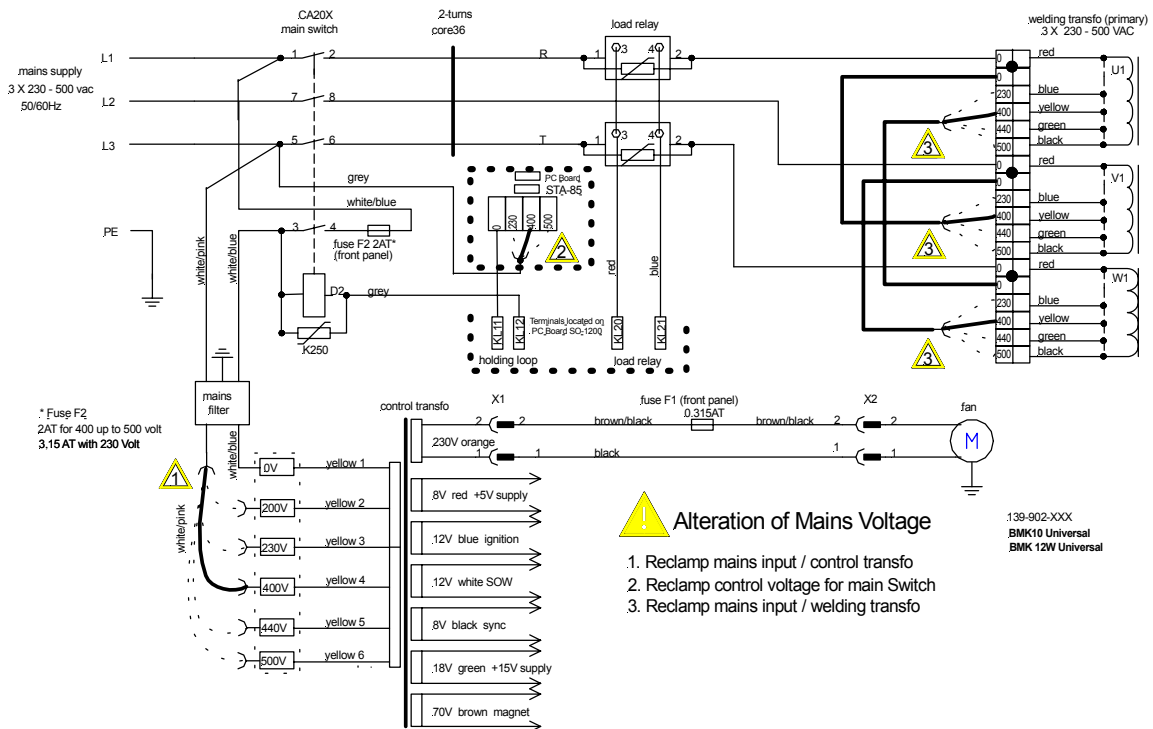 CA20X
main switch
2-turns
core36
load relay
welding transfo (primary)
3 X 230 - 500 VAC
mains supply
3 X 230 - 500 vac
50/60Hz
L1
L2
L3
PE
1 2
7 8
5 6
3 4
R
T
1 3 4 2
1 3 4 2
grey
white/blue
fuse F2 2AT*
(front panel)
white/pink
white/blue
D2
grey
K250
PC Board
STA-85
0
230
400
500
2
red
blue
KL11
KL12
Terminals located on
PC Board SO-1200
KL20
KL21
holding loop
load relay
0
0
230
400
440
500
red
blue
yellow
green
black
U1
3
0
0
230
400
440
500
red
blue
yellow
green
black
V1
3
0
0
230
400
440
500
red
blue
yellow
green
black
W1
3
mains
filter
* Fuse F2
2AT for 400 up to 500 volt
3,15 AT with 230 Volt
1
white/pink
white/blue
0V yellow 1
200V yellow 2
230V yellow 3
400V yellow 4
440V yellow 5
500V yellow 6
control transfo
X1
fuse F1 (front panel)
0.315AT
X2
fan
2 2 brown/black brown/black 2 2
230V orange
1 1 black 1 1
M
8V red +5V supply
12V blue ignition
12V white SOW
8V black sync
18V green +15V supply
70V brown magnet
! Alteration of Mains Voltage
1. Reclamp mains input / control transfo
2. Reclamp control voltage for main Switch
3. Reclamp mains input / welding transfo
139-902-XXX
BMK10 Universal
BMK 12W Universal